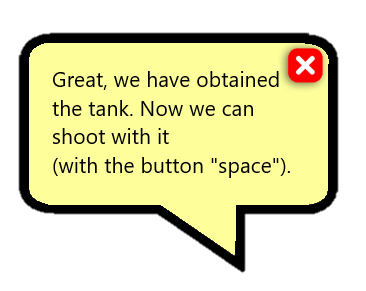 Great, we have obtained
the tank. Now we can
shoot with it
(with the button "space").